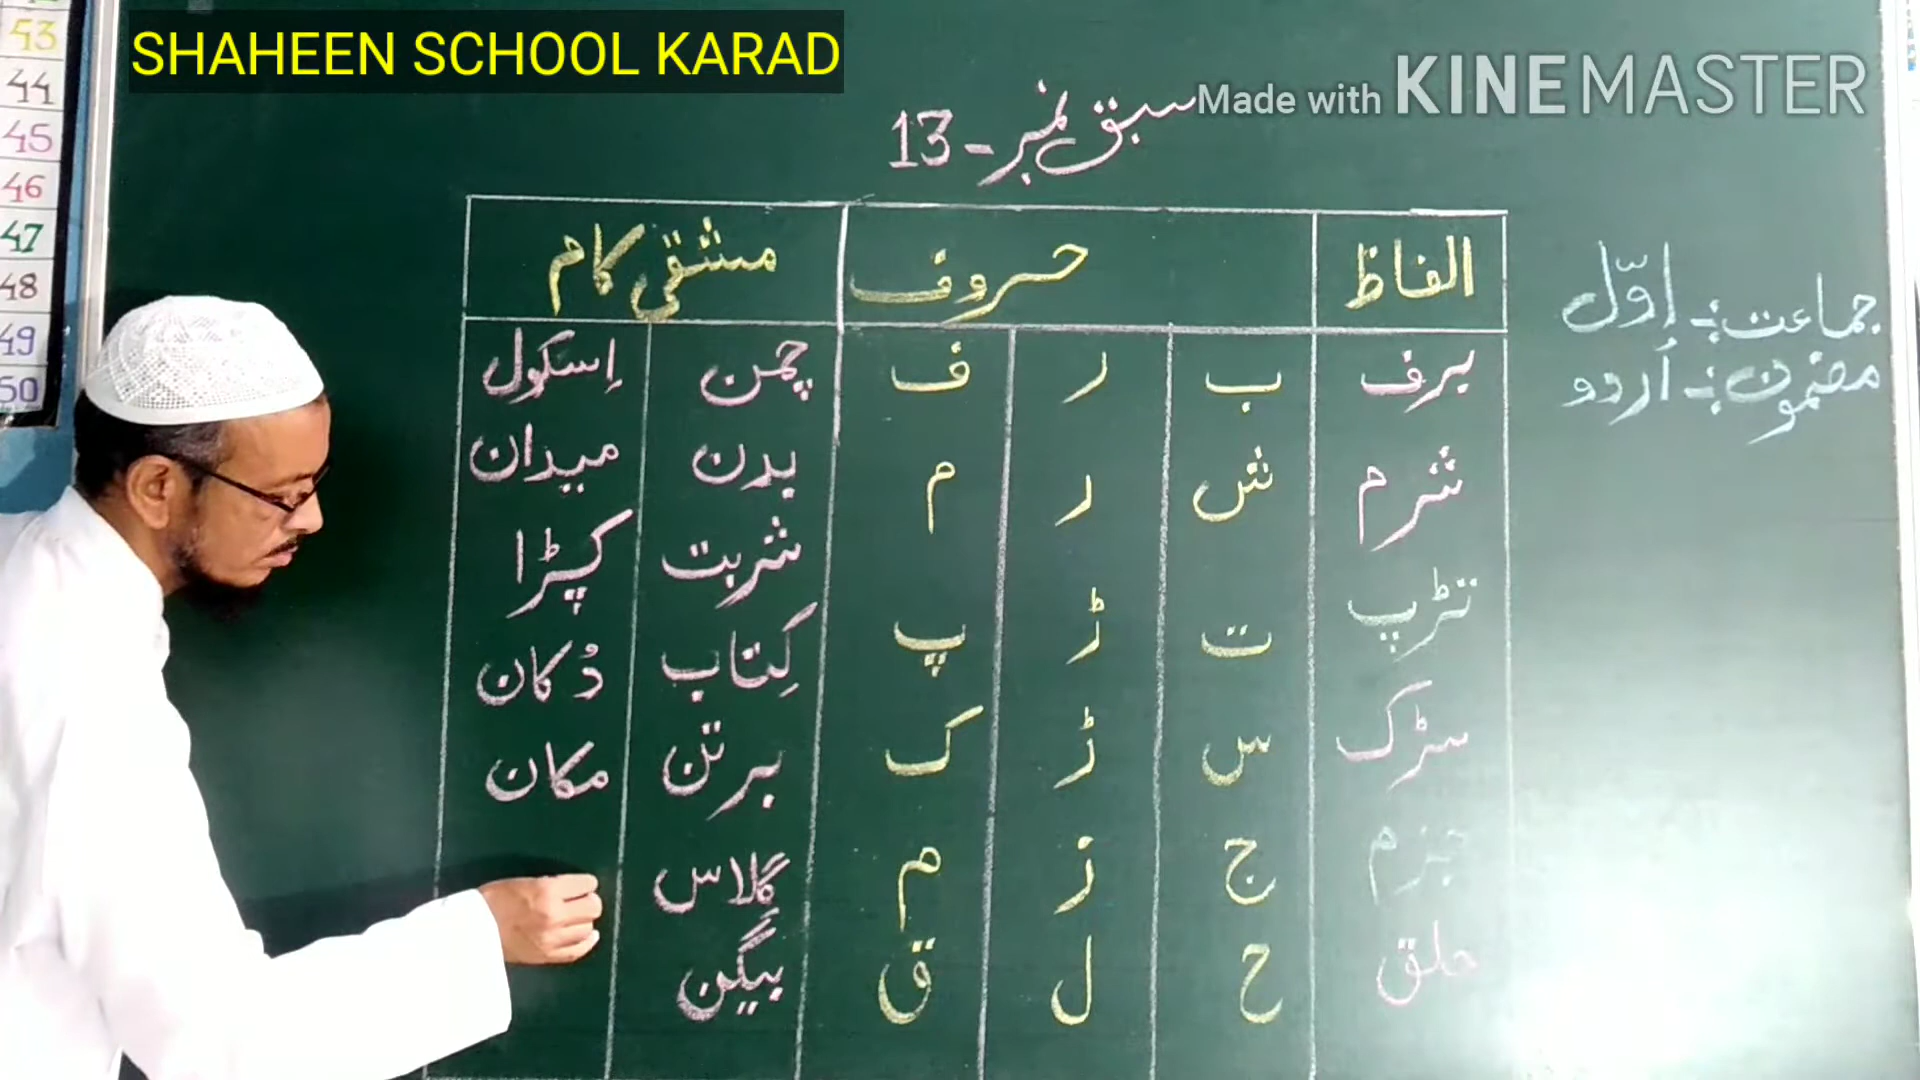 SHAHEEN SCHOOL KARAD
Made with KINEMASTER
سبق نمبر - 13
جماعت :- اوّل
مضمون :- اُردو
الفاظ حروف مشقی کام
برف ب ر ف چمن اِسکول
شرم ش ر م بدن میدان
تڑپ ت ڑ پ شربت کپڑا
سڑک س ڑ ک کِتاب دُکان
جزم ج ز م برتن مکان
حلق ح ل ق گِلاس
بیگن
43
44
45
46
47
48
49
50